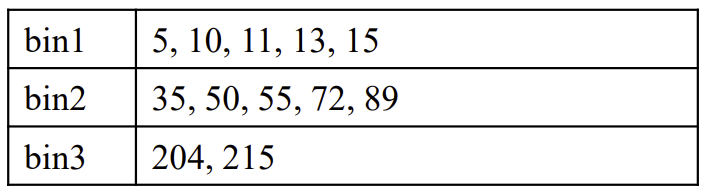 bin1 5, 10, 11, 13, 15
bin2 35, 50, 55, 72, 89
bin3 204, 215